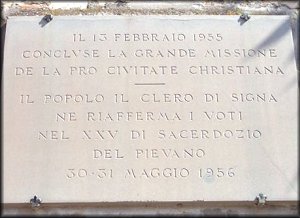 IL 13 FEBBRAIO 1955
CONCLUSE LA GRANDE MISSIONE
DE LA PRO CIVITATE CHRISTIANA
IL POPOLO IL CLERO DI SIGNA
NE RIAFFERMA I VOTI
NEL XXV DI SACERDOZIO
DEL PIEVANO
30-31 MAGGIO 1956